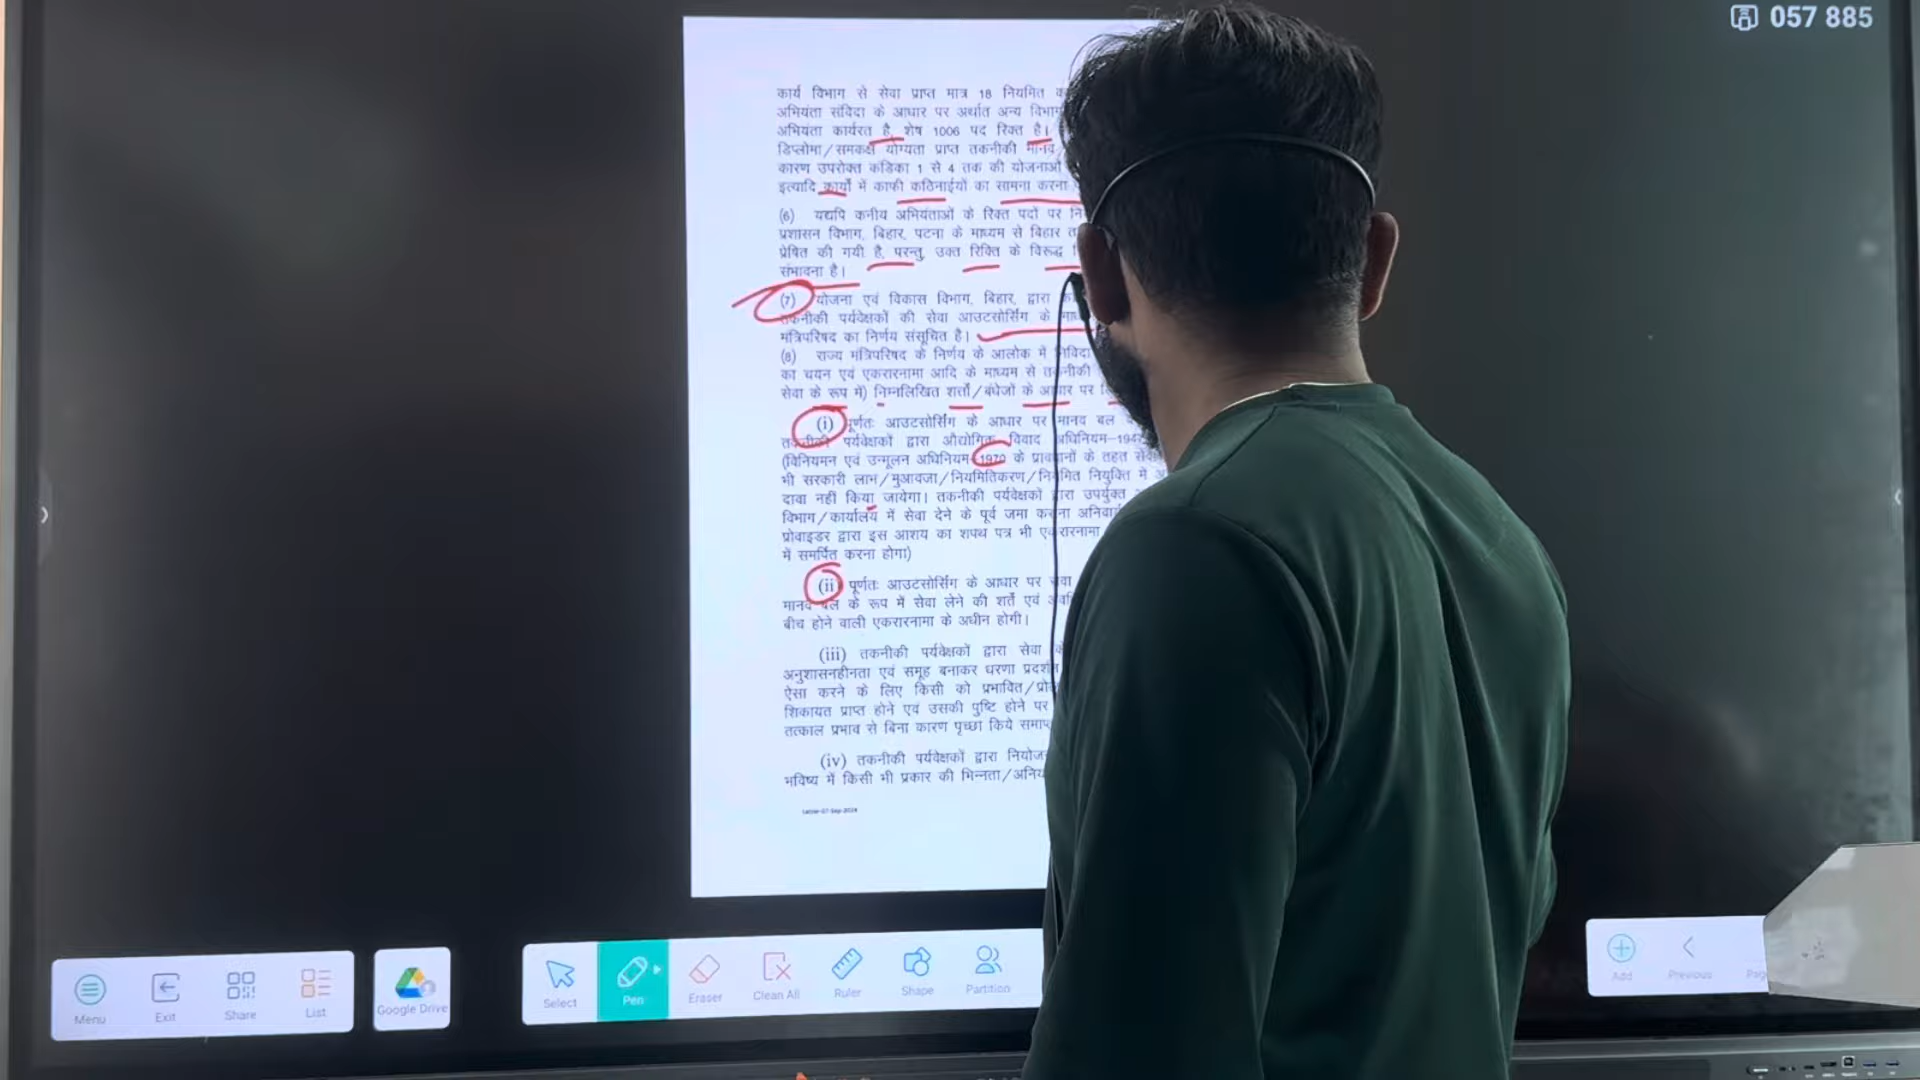 057 885
कार्य विभाग से सेवा प्राप्त मात्र 18 नियमित
अभियंता संविदा के आधार पर अर्थात अन्य विभाग
अभियंता कार्यरत है, शेष 1006 पद रिक्त है।
डिप्लोमा/समकक्ष योग्यता प्राप्त तकनीकी मानव
कारण उपरोक्त कंडिका 1 से 4 तक की योजनाओं
इत्यादि कार्यों में काफी कठिनाईयों का सामना करना
(6) यद्यपि कनीय अभियंताओं के रिक्त पदों पर
प्रशासन विभाग, बिहार, पटना के माध्यम से बिहार
प्रेषित की गयी है, परन्तु, उक्त रिक्ति के विरूद्ध
संभावना है।
(7) योजना एवं विकास विभाग, बिहार, द्वारा
तकनीकी पर्यवेक्षकों की सेवा आउटसोर्सिंग के
मंत्रिपरिषद का निर्णय संसूचित है।
(8) राज्य मंत्रिपरिषद के निर्णय के आलोक में निविदा
का चयन एवं एकरारनामा आदि के माध्यम से तकनीकी
सेवा के रूप में) निम्नलिखित शर्तों/बंधेजों के आधार पर
(i) पूर्णतः आउटसोर्सिंग के आधार पर मानव बल
तकनीकी पर्यवेक्षकों द्वारा औद्योगिक विवाद अधिनियम-1947
(विनियमन एवं उन्मूलन अधिनियम-1970 के प्रावधानों के तहत
भी सरकारी लाभ/मुआवजा/नियमितिकरण/नियमित नियुक्ति में
दावा नहीं किया जायेगा। तकनीकी पर्यवेक्षकों द्वारा उपर्युक्त
विभाग/कार्यालय में सेवा देने के पूर्व जमा करना
प्रोवाइडर द्वारा इस आशय का शपथ पत्र भी एकरारनामा
में समर्पित करना होगा)
(ii) पूर्णतः आउटसोर्सिंग के आधार पर सेवा
मानव बल के रूप में सेवा लेने की शर्तें एवं
बीच होने वाली एकरारनामा के अधीन होगी।
(iii) तकनीकी पर्यवेक्षकों द्वारा सेवा
अनुशासनहीनता एवं समूह बनाकर धरणा
ऐसा करने के लिए किसी को प्रभावित/
शिकायत प्राप्त होने एवं उसकी पुष्टि होने पर
तत्काल प्रभाव से बिना कारण पृच्छा किये
(iv) तकनीकी पर्यवेक्षकों द्वारा
भविष्य में किसी भी प्रकार की भिन्नता/
Menu Exit Share List Google Drive Select Pen Eraser Clean All Ruler Shape Partition Add Previous